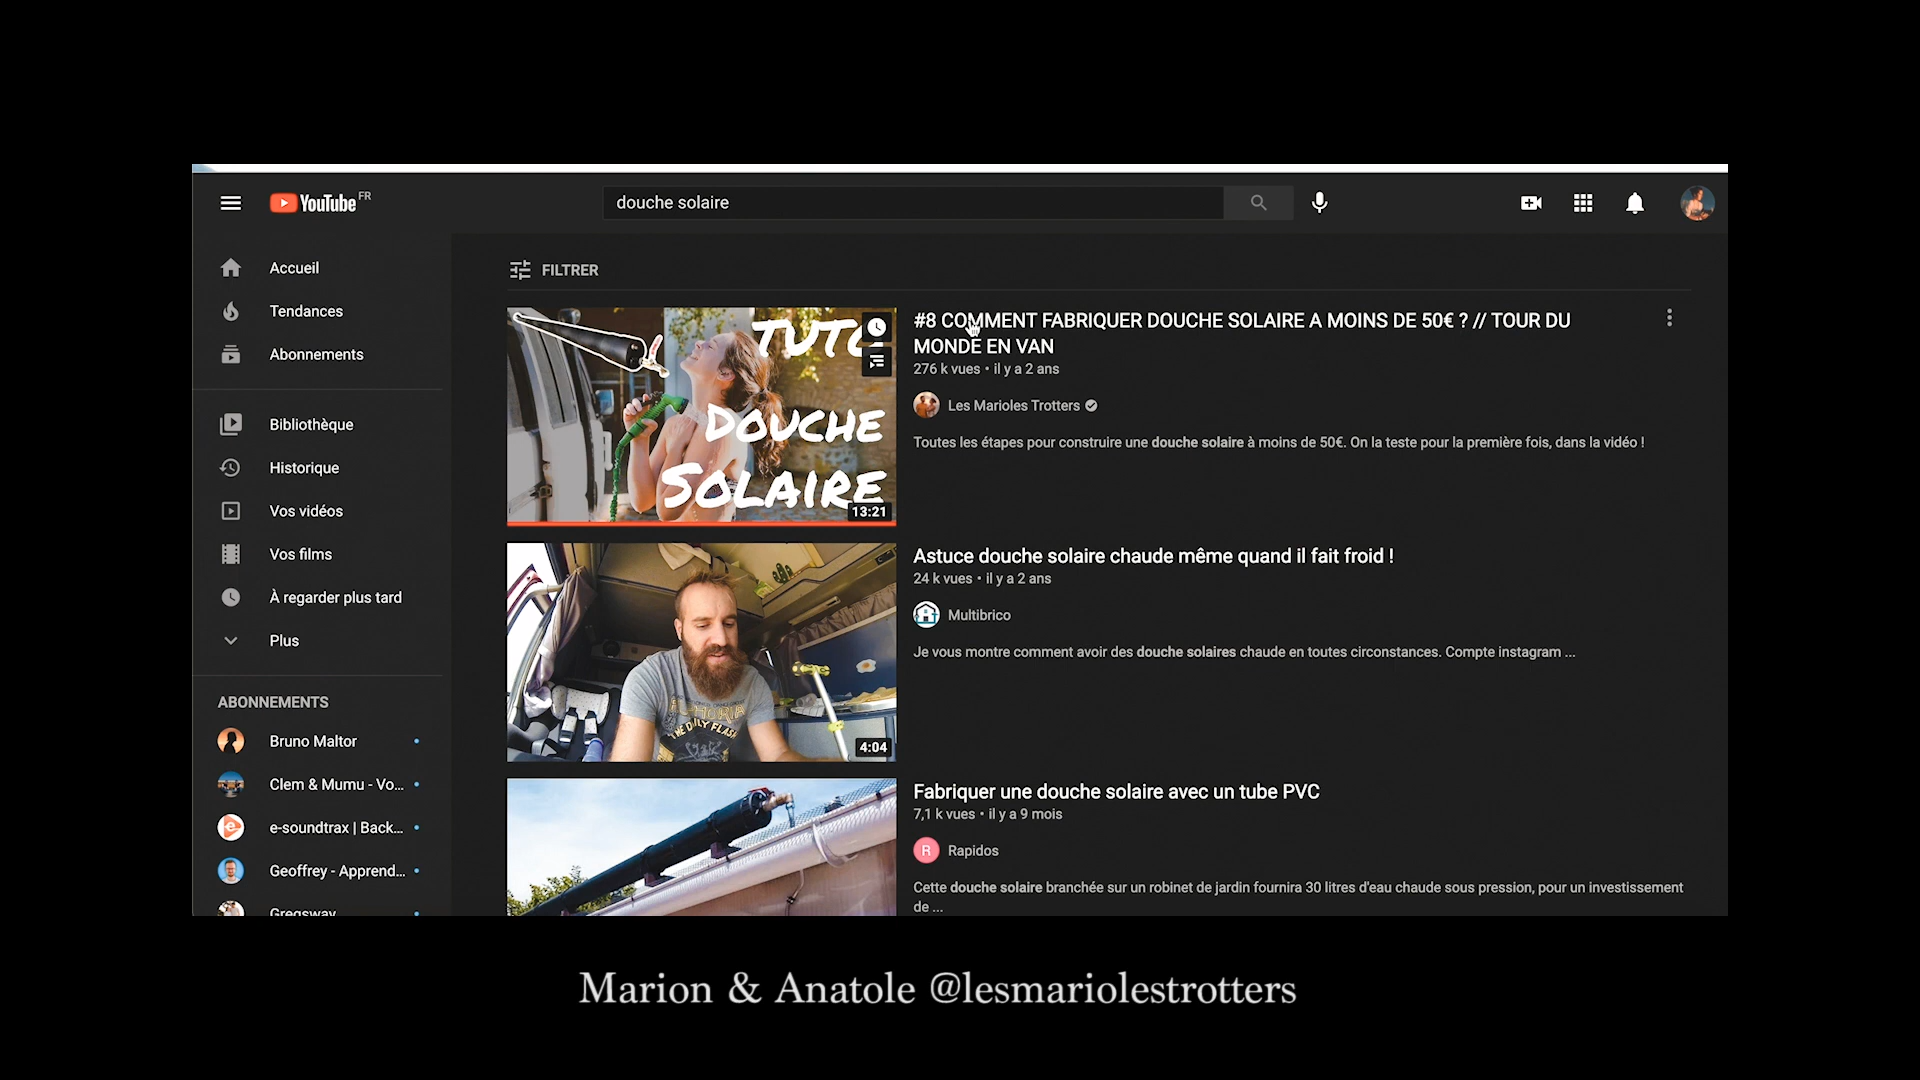 YouTube FR
douche solaire
Accueil
Tendances
Abonnements
Bibliothèque
Historique
Vos vidéos
Vos films
À regarder plus tard
Plus
ABONNEMENTS
Bruno Maltor
Clem & Mumu - Vo...
e-soundtrax | Back...
Geoffrey - Apprend...
Gregsway
FILTRER
TUTO
DOUCHE
SOLAIRE
13:21
#8 COMMENT FABRIQUER DOUCHE SOLAIRE A MOINS DE 50€ ? // TOUR DU
MONDE EN VAN
276 k vues • il y a 2 ans
Les Marioles Trotters
Toutes les étapes pour construire une douche solaire à moins de 50€. On la teste pour la première fois, dans la vidéo !
THE DAILY FLASH
4:04
Astuce douche solaire chaude même quand il fait froid !
24 k vues • il y a 2 ans
Multibrico
Je vous montre comment avoir des douche solaires chaude en toutes circonstances. Compte instagram ...
Fabriquer une douche solaire avec un tube PVC
7,1 k vues • il y a 9 mois
R
Rapidos
Cette douche solaire branchée sur un robinet de jardin fournira 30 litres d'eau chaude sous pression, pour un investissement
de ...
Marion & Anatole @lesmariolestrotters